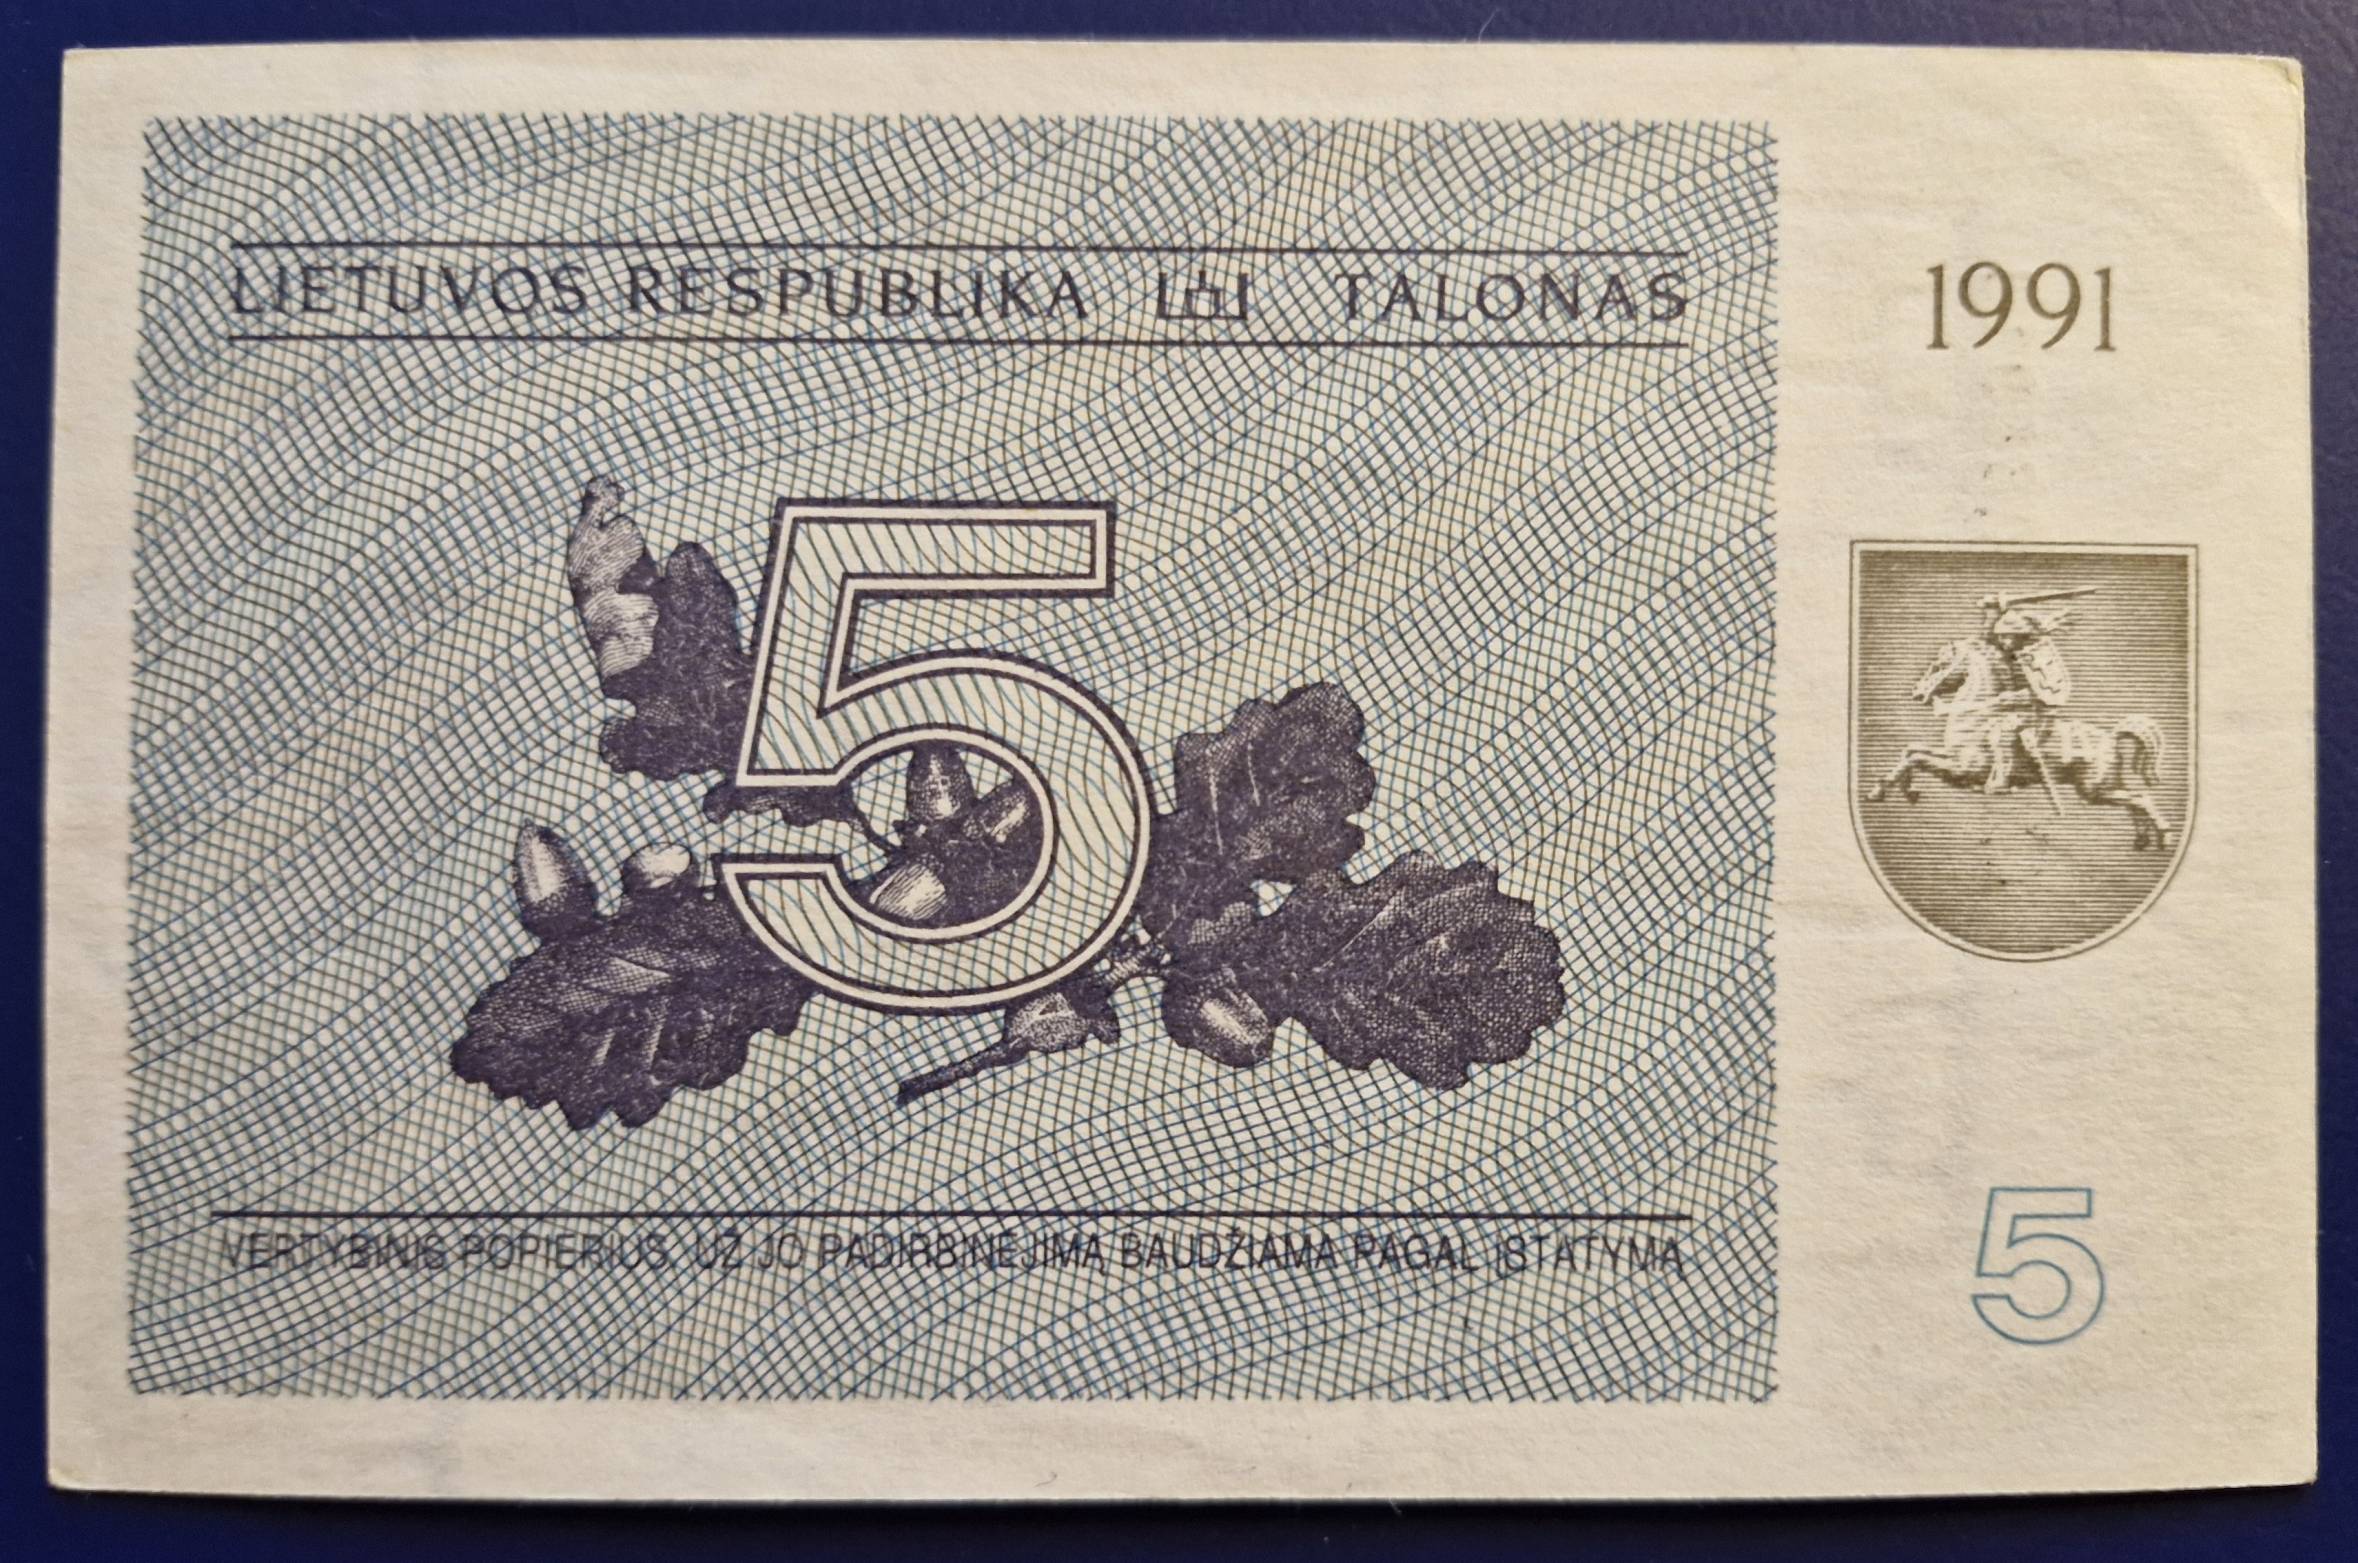 LIETUVOS RESPUBLIKA TALONAS
1991
5
VERTYBINIS POPIERIUS. UŽ JO PADIRBINĖJIMĄ BAUDŽIAMA PAGAL ĮSTATYMĄ
5